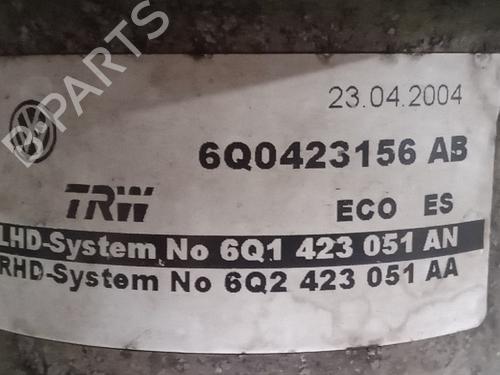 23.04.2004
6Q0423156 AB
TRW
ECO ES
LHD-System No 6Q1 423 051 AN
RHD-System No 6Q2 423 051 AA
B-PARTS